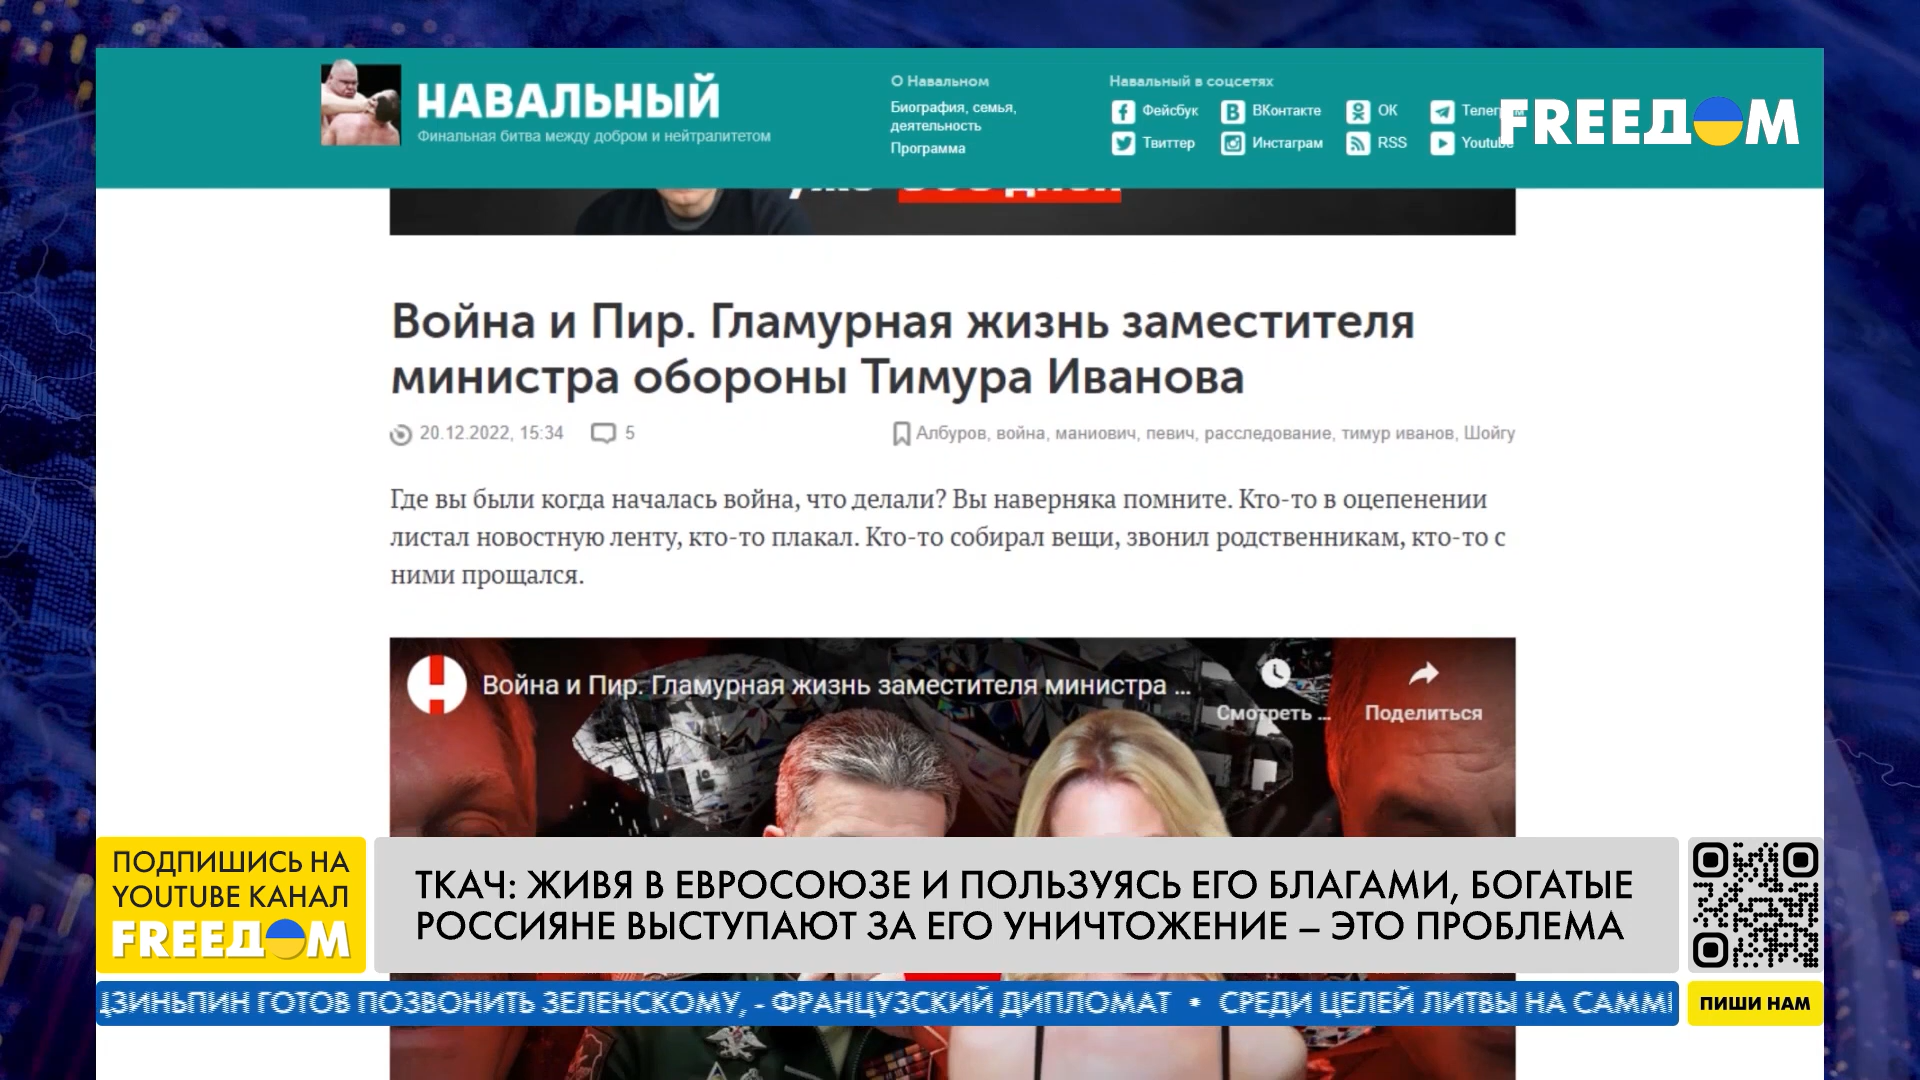 НАВАЛЬНЫЙ
Финальная битва между добром и нейтралитетом
О Навальном
Биография, семья,
деятельность
Программа
Навальный в соцсетях
Фейсбук
ВКонтакте
ОК
Твиттер
Инстаграм
RSS
Youtube
FREEДOM
Война и Пир. Гламурная жизнь заместителя
министра обороны Тимура Иванова
20.12.2022, 15:34 5
Албуров, война, маниович, певич, расследование, тимур иванов, Шойгу
Где вы были когда началась война, что делали? Вы наверняка помните. Кто-то в оцепенении
листал новостную ленту, кто-то плакал. Кто-то собирал вещи, звонил родственникам, кто-то с
ними прощался.
Война и Пир. Гламурная жизнь заместителя министра ...
Смотреть ...
Поделиться
ПОДПИШИСЬ НА
YOUTUBE КАНАЛ
FREEДOM
ТКАЧ: ЖИВЯ В ЕВРОСОЮЗЕ И ПОЛЬЗУЯСЬ ЕГО БЛАГАМИ, БОГАТЫЕ
РОССИЯНЕ ВЫСТУПАЮТ ЗА ЕГО УНИЧТОЖЕНИЕ – ЭТО ПРОБЛЕМА
ДЗИНЬПИН ГОТОВ ПОЗВОНИТЬ ЗЕЛЕНСКОМУ, - ФРАНЦУЗСКИЙ ДИПЛОМАТ • СРЕДИ ЦЕЛЕЙ ЛИТВЫ НА САММИ
ПИШИ НАМ